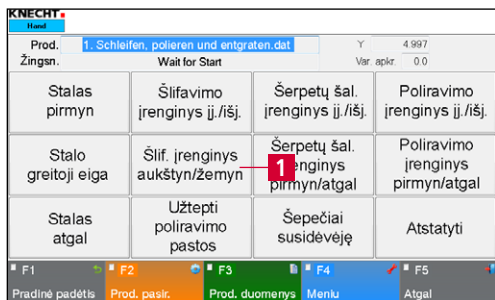 KNECHT
Hand
Prod. 1. Schleifen, polieren und entgraten.dat Y 4.997
Žingsn. Wait for Start Var. apkr. 0.0
Stalas pirmyn
Šlifavimo įrenginys įj./išj.
Šerpetų šal. įrenginys įj./išj.
Poliravimo įrenginys įj./išj.
Stalo greitoji eiga
Šlif. įrenginys aukštyn/žemyn
1
Šerpetų šal. enginys pirmyn/atgal
Poliravimo įrenginys pirmyn/atgal
Stalas atgal
Užtepti poliravimo pastos
Šepečiai susidėvėję
Atstatyti
F1 F2 F3 F4 F5
Pradinė padėtis Prod. pasir. Prod. duomenys Meniu Atgal